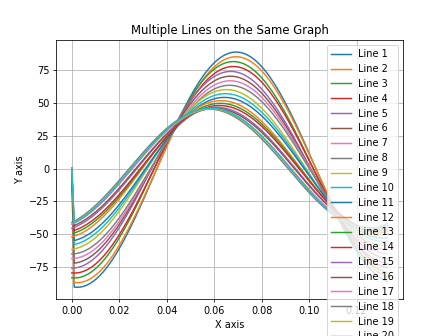 Multiple Lines on the Same Graph
Y axis
75
50
25
0
−25
−50
−75
0.00
0.02
0.04
0.06
0.08
0.10
X axis
Line 1
Line 2
Line 3
Line 4
Line 5
Line 6
Line 7
Line 8
Line 9
Line 10
Line 11
Line 12
Line 13
Line 14
Line 15
Line 16
Line 17
Line 18
Line 19
Line 20